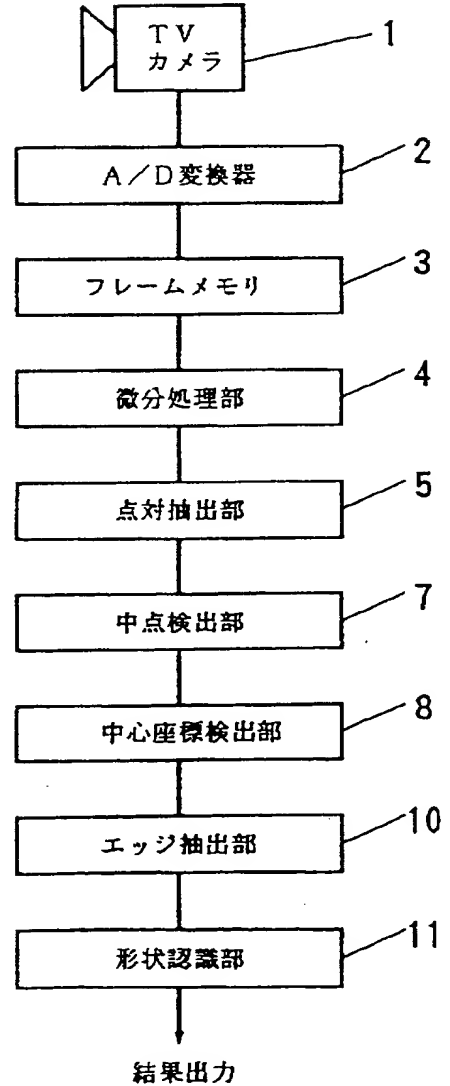 TV
カメラ
1
A/D変換器
2
フレームメモリ
3
微分処理部
4
点対抽出部
5
中点検出部
7
中心座標検出部
8
エッジ抽出部
10
形状認識部
11
結果出力